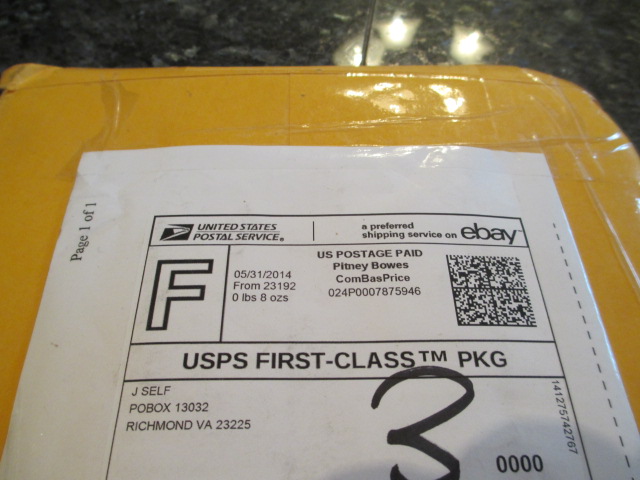 Page 1 of 1
UNITED STATES
POSTAL SERVICE®
a preferred
shipping service on ebay™
F
05/31/2014
From 23192
0 lbs 8 ozs
US POSTAGE PAID
Pitney Bowes
ComBasPrice
024P0007875946
USPS FIRST-CLASS™ PKG
J SELF
POBOX 13032
RICHMOND VA 23225
3
0000
141275742767